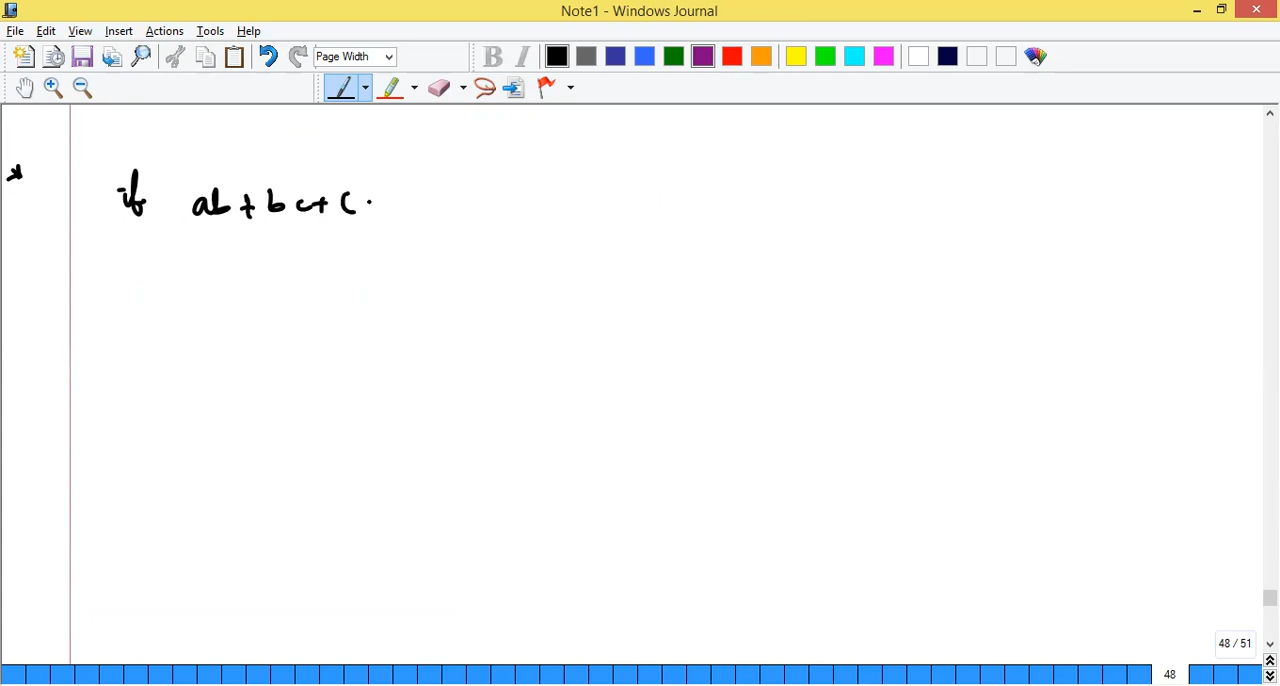 Note1 - Windows Journal
File Edit View Insert Actions Tools Help
Page Width B I
if ab + bc + c
48 / 51
48